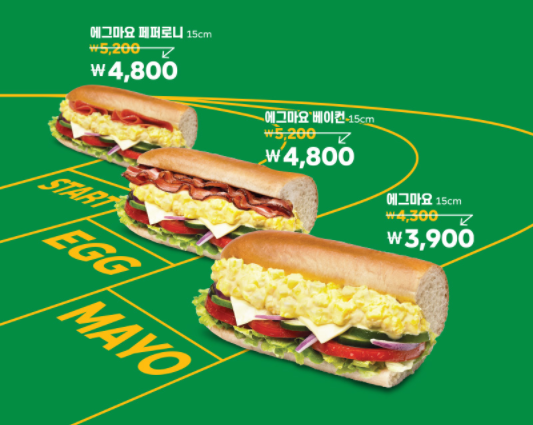 에그마요 페퍼로니 15cm
₩5,200
₩4,800
에그마요 베이컨 15cm
₩5,200
₩4,800
에그마요 15cm
₩4,300
₩3,900
START
EGG
MAYO